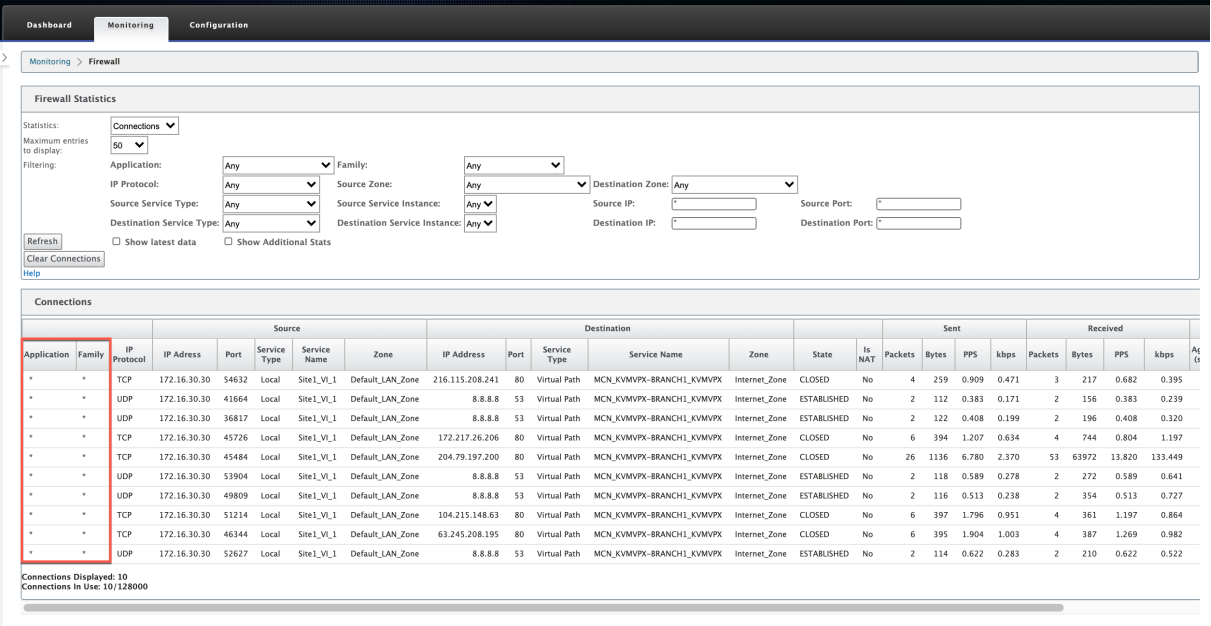 Dashboard Monitoring Configuration
Monitoring > Firewall
Firewall Statistics
Statistics: Connections
Maximum entries to display: 50
Filtering: Application: Any Family: Any
IP Protocol: Any Source Zone: Any Destination Zone: Any
Source Service Type: Any Source Service Instance: Any Source IP: * Source Port: *
Destination Service Type: Any Destination Service Instance: Any Destination IP: * Destination Port: *
Refresh Show latest data Show Additional Stats
Clear Connections
Help
Connections
Source Destination Sent Received
Application Family IP Protocol IP Adress Port Service Type Service Name Zone IP Address Port Service Type Service Name Zone State Is NAT Packets Bytes PPS kbps Packets Bytes PPS kbps
* * TCP 172.16.30.30 54632 Local Site1_VI_1 Default_LAN_Zone 216.115.208.241 80 Virtual Path MCN_KVMVPX-BRANCH1_KVMVPX Internet_Zone CLOSED No 4 259 0.909 0.471 3 217 0.682 0.395
* * UDP 172.16.30.30 41664 Local Site1_VI_1 Default_LAN_Zone 8.8.8.8 53 Virtual Path MCN_KVMVPX-BRANCH1_KVMVPX Internet_Zone ESTABLISHED No 2 112 0.383 0.171 2 156 0.383 0.239
* * UDP 172.16.30.30 36817 Local Site1_VI_1 Default_LAN_Zone 8.8.8.8 53 Virtual Path MCN_KVMVPX-BRANCH1_KVMVPX Internet_Zone ESTABLISHED No 2 122 0.408 0.199 2 196 0.408 0.320
* * TCP 172.16.30.30 45726 Local Site1_VI_1 Default_LAN_Zone 172.217.26.206 80 Virtual Path MCN_KVMVPX-BRANCH1_KVMVPX Internet_Zone CLOSED No 6 394 1.207 0.634 4 744 0.804 1.197
* * TCP 172.16.30.30 45484 Local Site1_VI_1 Default_LAN_Zone 204.79.197.200 80 Virtual Path MCN_KVMVPX-BRANCH1_KVMVPX Internet_Zone CLOSED No 26 1136 6.780 2.370 53 63972 13.820 133.449
* * UDP 172.16.30.30 53904 Local Site1_VI_1 Default_LAN_Zone 8.8.8.8 53 Virtual Path MCN_KVMVPX-BRANCH1_KVMVPX Internet_Zone ESTABLISHED No 2 118 0.589 0.278 2 272 0.589 0.641
* * UDP 172.16.30.30 49809 Local Site1_VI_1 Default_LAN_Zone 8.8.8.8 53 Virtual Path MCN_KVMVPX-BRANCH1_KVMVPX Internet_Zone ESTABLISHED No 2 116 0.513 0.238 2 354 0.513 0.727
* * TCP 172.16.30.30 51214 Local Site1_VI_1 Default_LAN_Zone 104.215.148.63 80 Virtual Path MCN_KVMVPX-BRANCH1_KVMVPX Internet_Zone CLOSED No 6 397 1.796 0.951 4 361 1.197 0.864
* * TCP 172.16.30.30 46344 Local Site1_VI_1 Default_LAN_Zone 63.245.208.195 80 Virtual Path MCN_KVMVPX-BRANCH1_KVMVPX Internet_Zone CLOSED No 6 395 1.904 1.003 4 387 1.269 0.982
* * UDP 172.16.30.30 52627 Local Site1_VI_1 Default_LAN_Zone 8.8.8.8 53 Virtual Path MCN_KVMVPX-BRANCH1_KVMVPX Internet_Zone ESTABLISHED No 2 114 0.622 0.283 2 210 0.622 0.522
Connections Displayed: 10
Connections In Use: 10/128000